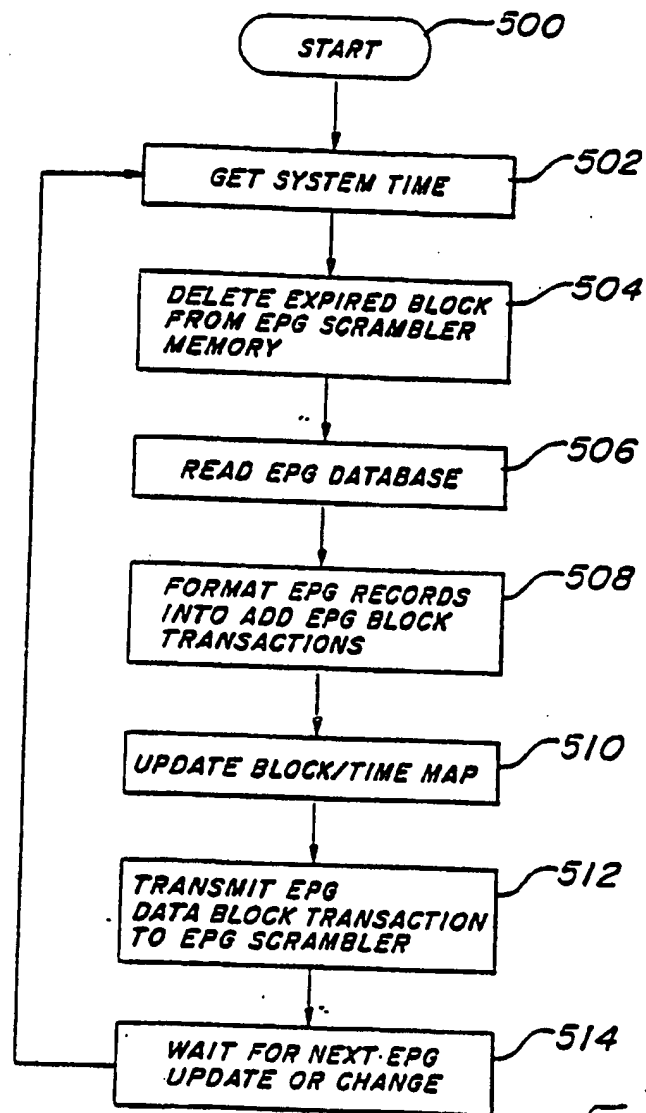 START
500
GET SYSTEM TIME
502
DELETE EXPIRED BLOCK
FROM EPG SCRAMBLER
MEMORY
504
READ EPG DATABASE
506
FORMAT EPG RECORDS
INTO ADD EPG BLOCK
TRANSACTIONS
508
UPDATE BLOCK/TIME MAP
510
TRANSMIT EPG
DATA BLOCK TRANSACTION
TO EPG SCRAMBLER
512
WAIT FOR NEXT EPG
UPDATE OR CHANGE
514